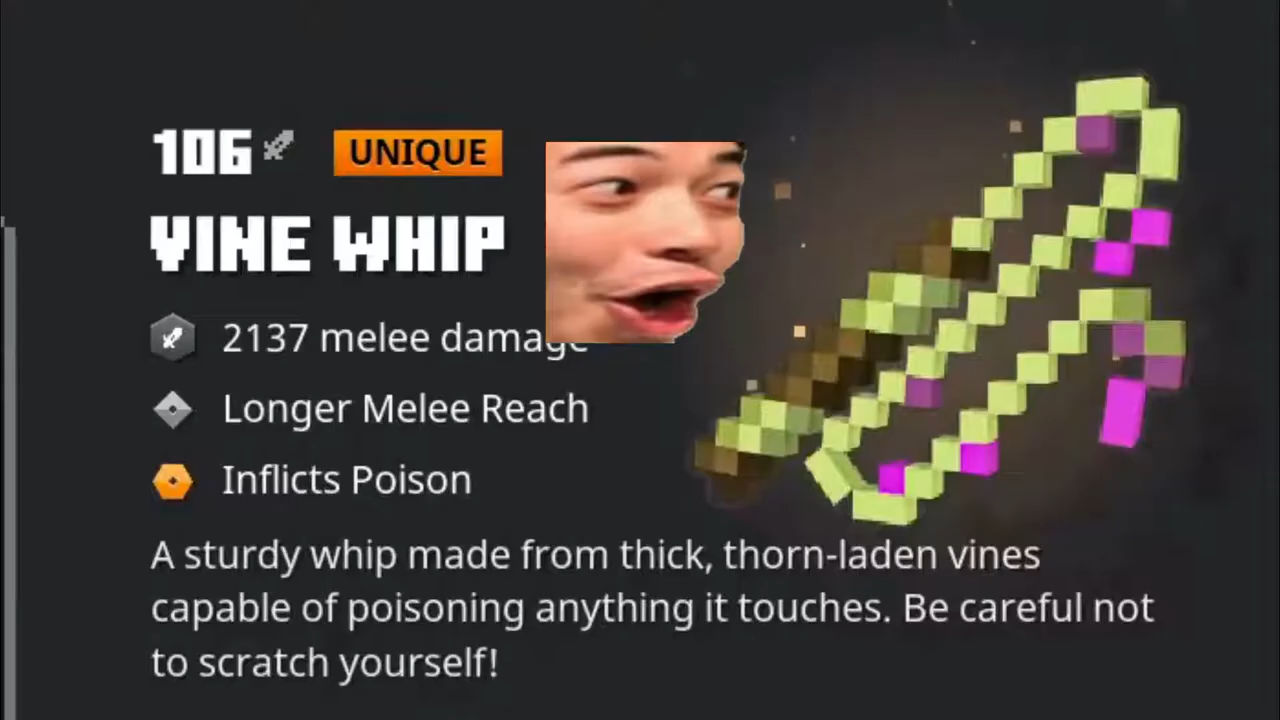 106
UNIQUE
VINE WHIP
2137 melee damage
Longer Melee Reach
Inflicts Poison
A sturdy whip made from thick, thorn-laden vines
capable of poisoning anything it touches. Be careful not
to scratch yourself!